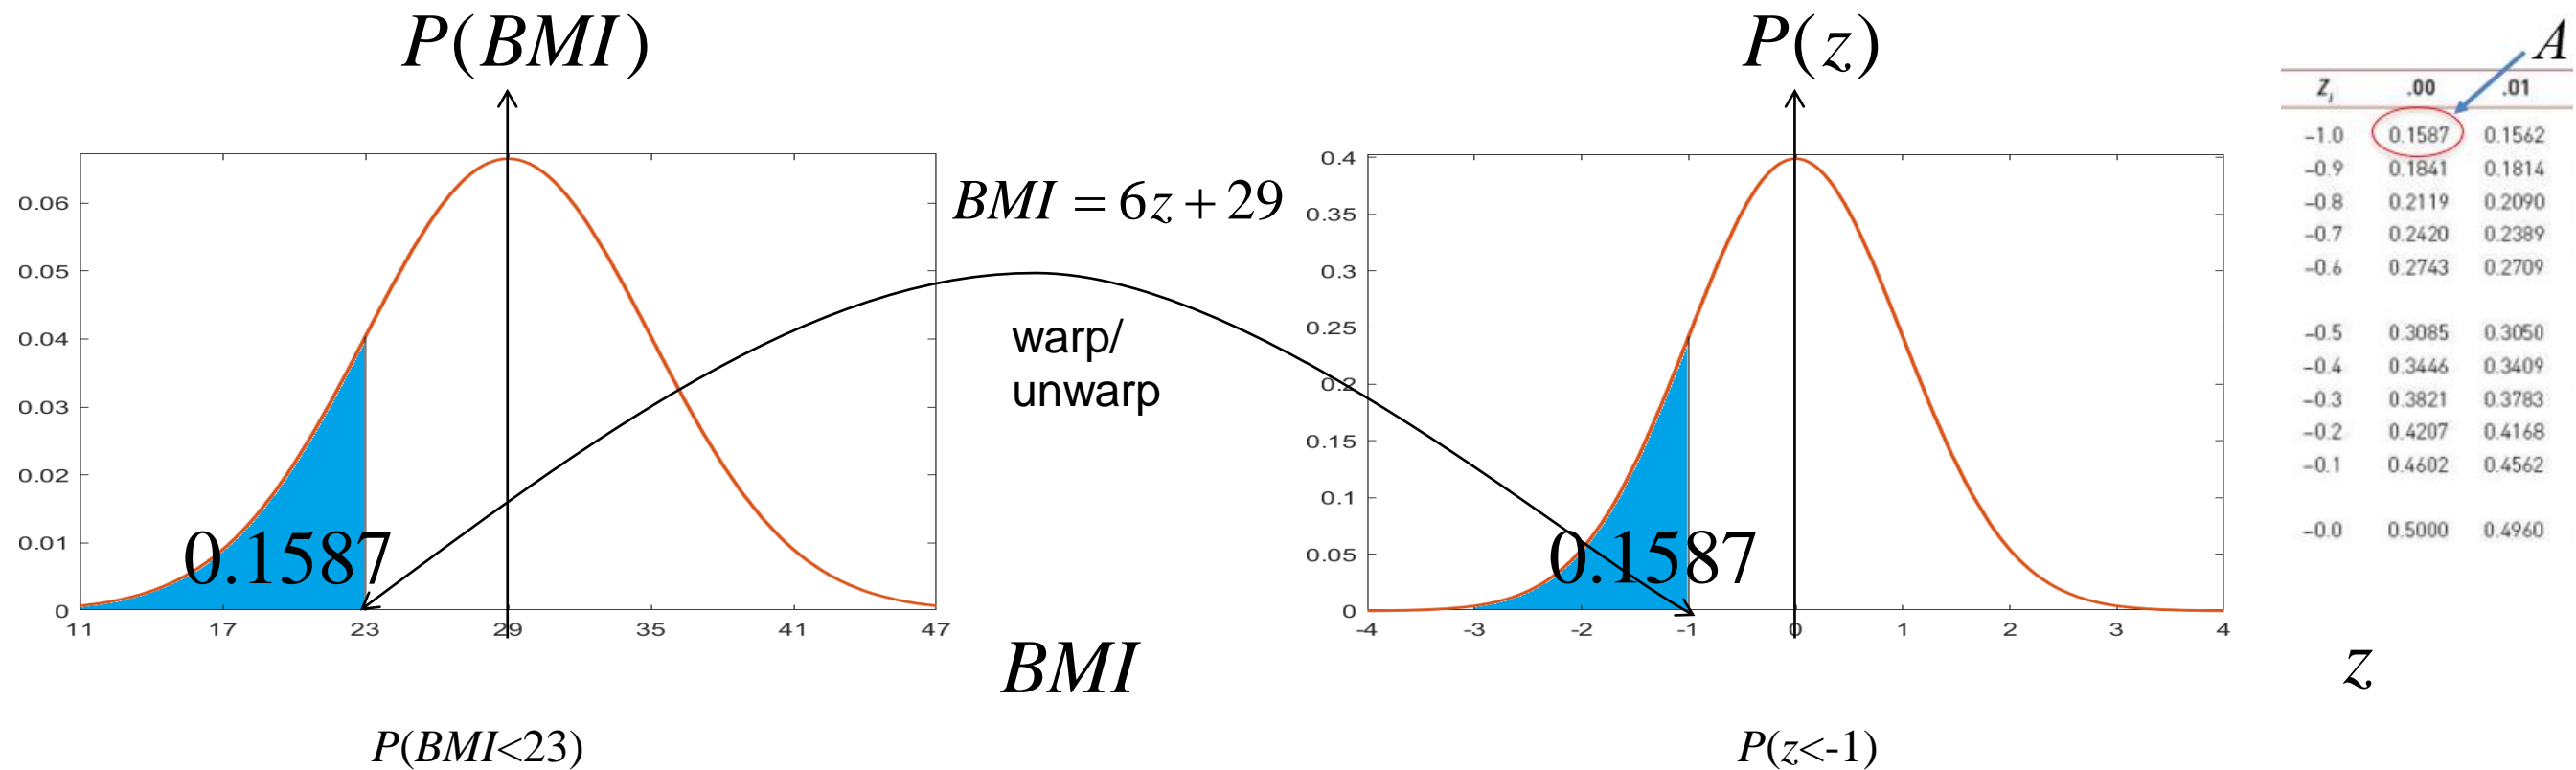 P(BMI)
0.06
0.05
0.04
0.03
0.02
0.01
0
11 17 23 29 35 41 47
0.1587
BMI
P(BMI<23)
BMI = 6z + 29
warp/
unwarp
P(z)
0.4
0.35
0.3
0.25
0.2
0.15
0.1
0.05
0
-4 -3 -2 -1 0 1 2 3 4
0.1587
z
P(z<-1)
A
Zi .00 .01
−1.0 0.1587 0.1562
−0.9 0.1841 0.1814
−0.8 0.2119 0.2090
−0.7 0.2420 0.2389
−0.6 0.2743 0.2709
−0.5 0.3085 0.3050
−0.4 0.3446 0.3409
−0.3 0.3821 0.3783
−0.2 0.4207 0.4168
−0.1 0.4602 0.4562
−0.0 0.5000 0.4960